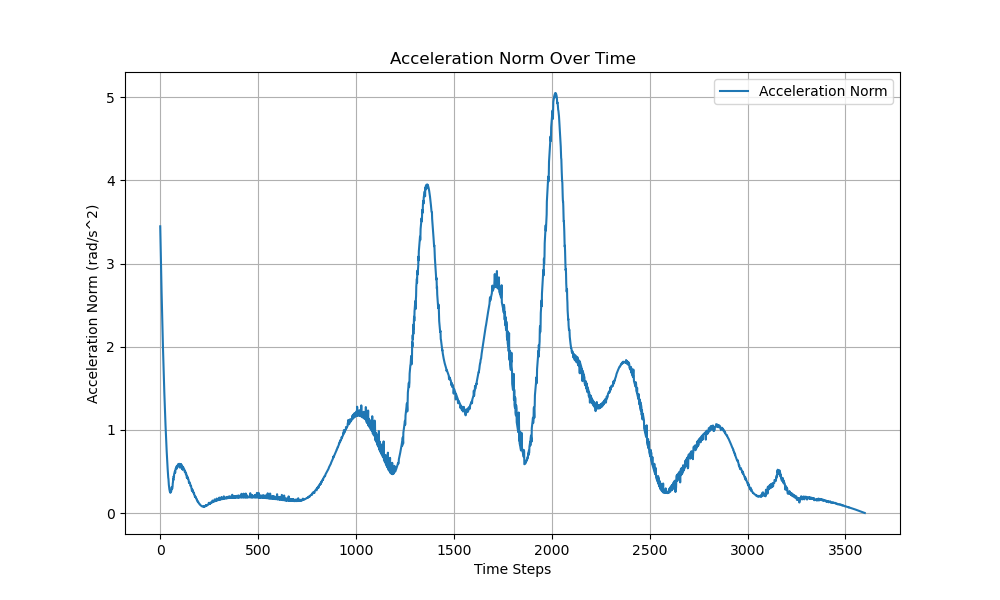 Acceleration Norm Over Time
Acceleration Norm
Acceleration Norm (rad/s^2)
5
4
3
2
1
0
0 500 1000 1500 2000 2500 3000 3500
Time Steps